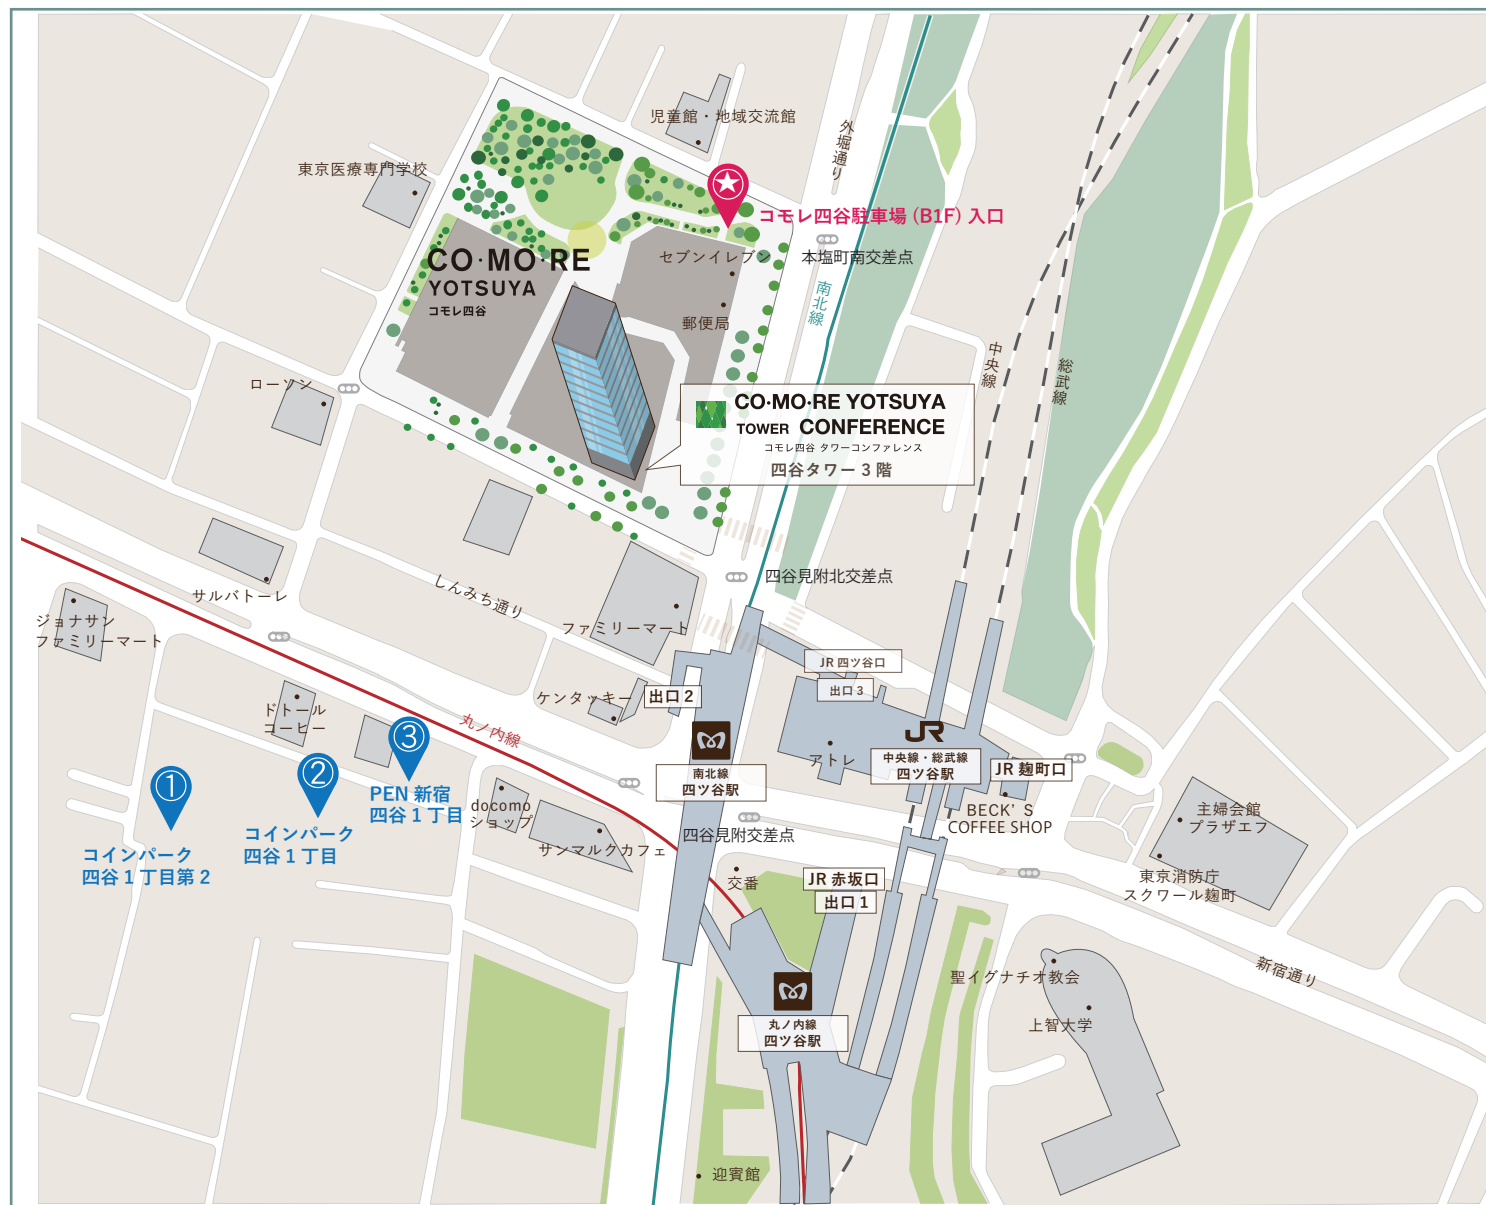 児童館・地域交流館
外堀通り
東京医療専門学校
コモレ四谷駐車場 (B1F) 入口
CO·MO·RE
YOTSUYA
コモレ四谷
セブンイレブン
本塩町南交差点
南北線
郵便局
中央線
総武線
ローソン
CO·MO·RE YOTSUYA
TOWER CONFERENCE
コモレ四谷 タワーコンファレンス
四谷タワー 3 階
四谷見附北交差点
しんみち通り
サルバトーレ
ジョナサン
ファミリーマート
ファミリーマート
JR 四ツ谷口
出口 3
ケンタッキー
出口 2
ドトール
コーヒー
丸ノ内線
JR
中央線・総武線
四ツ谷駅
アトレ
JR 麹町口
南北線
四ツ谷駅
①
②
③
PEN 新宿
四谷 1 丁目
コインパーク
四谷 1 丁目
コインパーク
四谷 1 丁目第 2
docomo
ショップ
サンマルクカフェ
四谷見附交差点
BECK'S
COFFEE SHOP
主婦会館
プラザエフ
東京消防庁
スクワール麹町
交番
JR 赤坂口
出口 1
新宿通り
聖イグナチオ教会
上智大学
丸ノ内線
四ツ谷駅
迎賓館